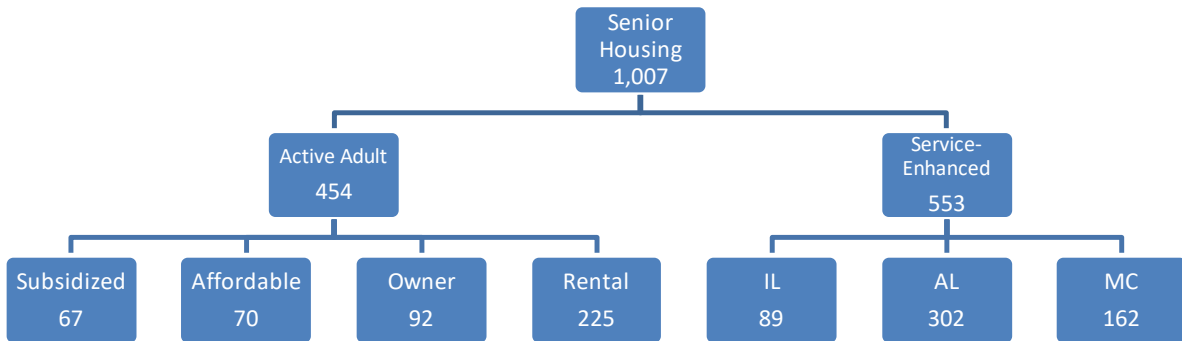 Senior
Housing
1,007
Active Adult
454
Service-
Enhanced
553
Subsidized
67
Affordable
70
Owner
92
Rental
225
IL
89
AL
302
MC
162